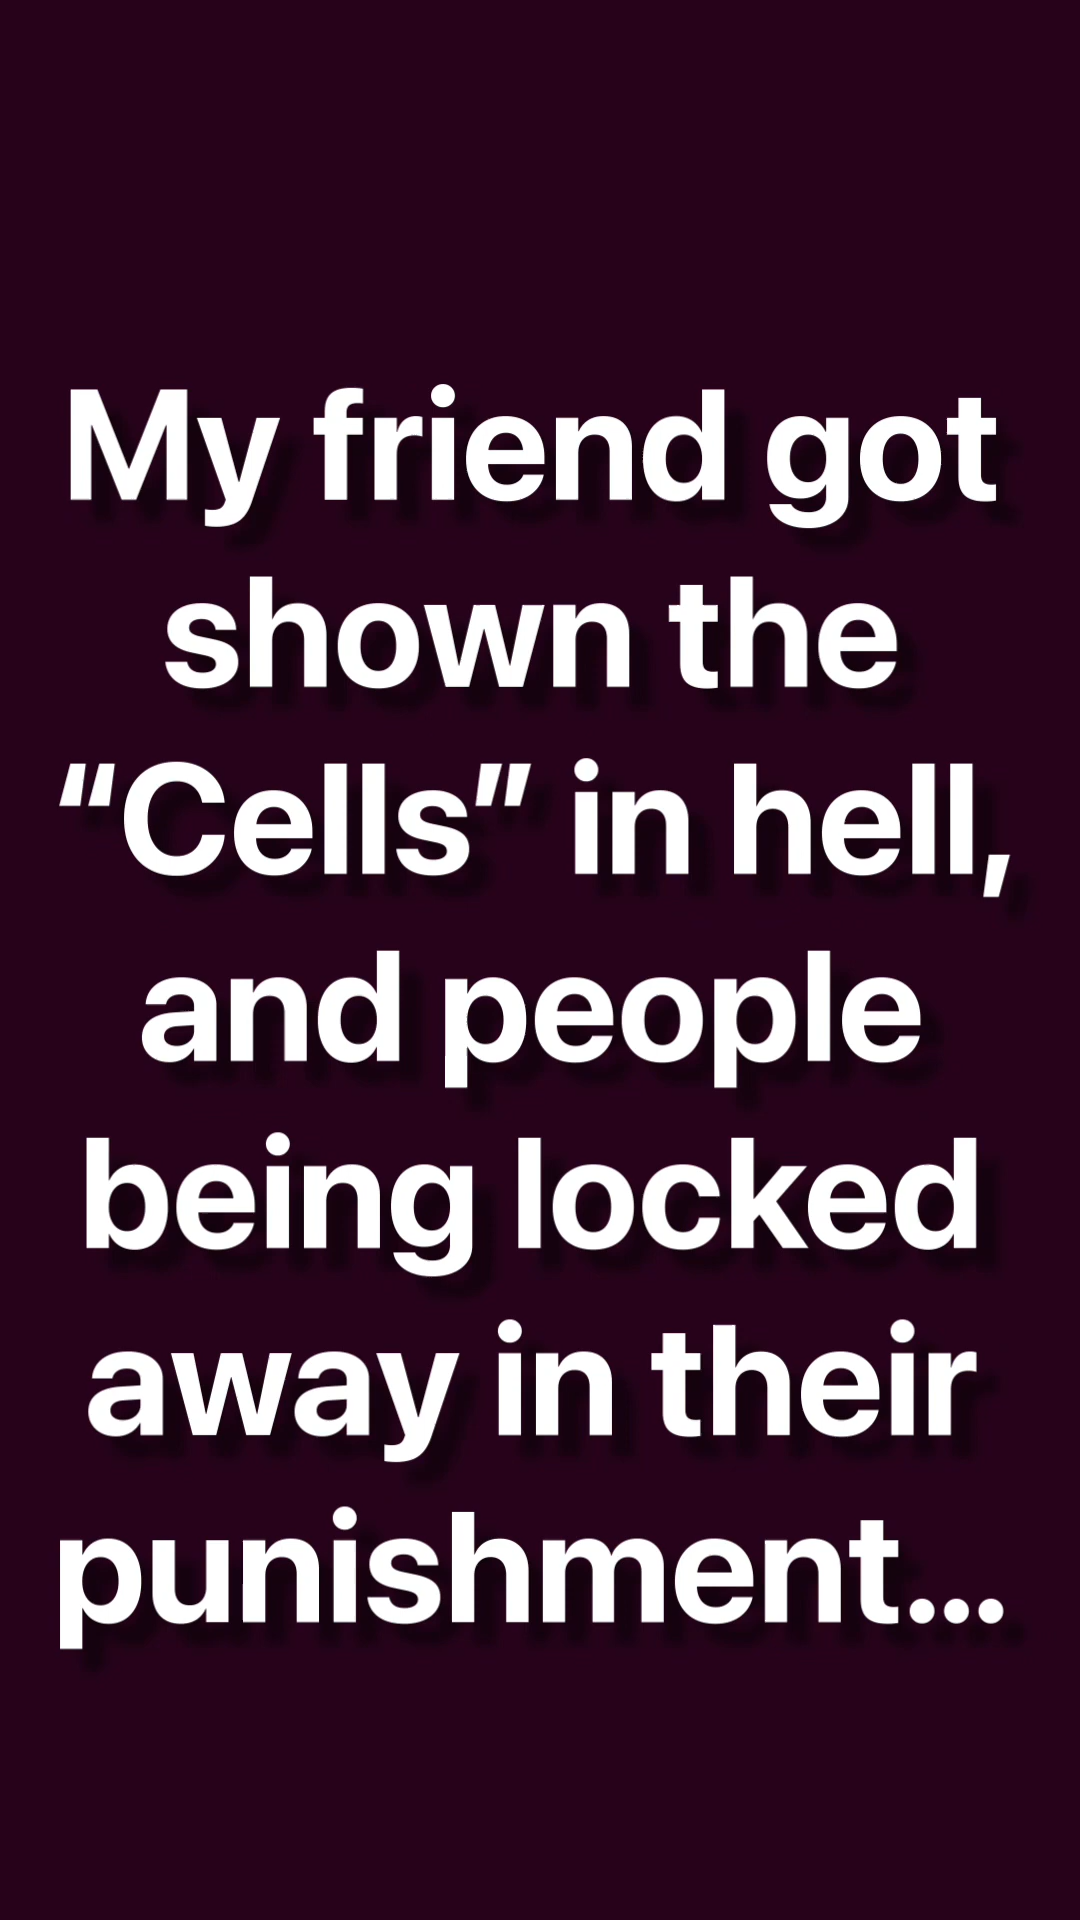 My friend got
shown the
“Cells” in hell,
and people
being locked
away in their
punishment...